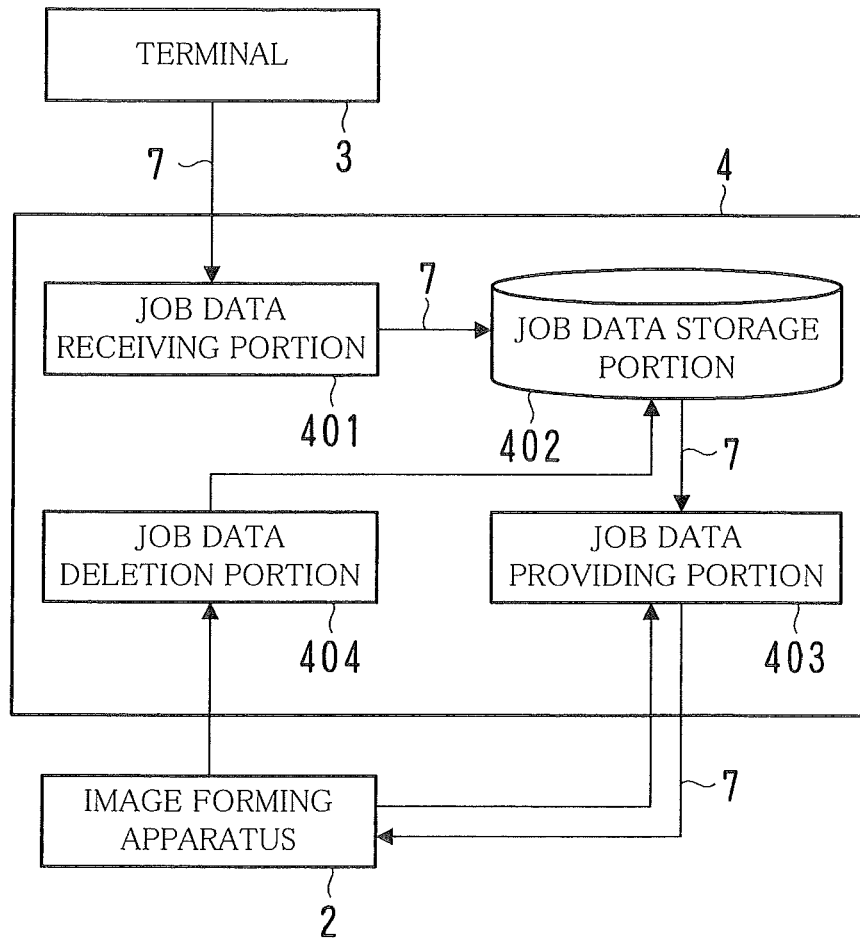 TERMINAL
3
7
4
JOB DATA
RECEIVING PORTION
401
7
JOB DATA STORAGE
PORTION
402
7
JOB DATA
DELETION PORTION
404
JOB DATA
PROVIDING PORTION
403
IMAGE FORMING
APPARATUS
2
7